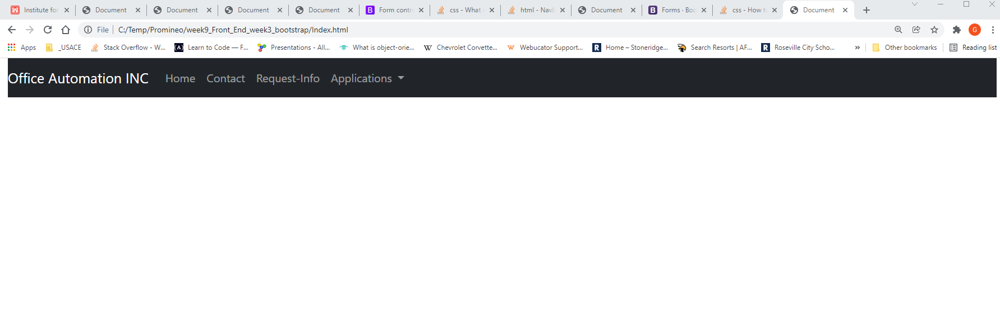 Institute for Document Document Document Document Form contr css - What html - Navb Document Forms · Boo css - How t Document
File C:/Temp/Promineo/week9_Front_End_week3_bootstrap/Index.html G
Apps _USACE Stack Overflow - W... Learn to Code — F... Presentations - All... What is object-orie... Chevrolet Corvette... Webucator Support... Home – Stoneridge... Search Resorts | AF... Roseville City Scho... » Other bookmarks Reading list
Office Automation INC Home Contact Request-Info Applications